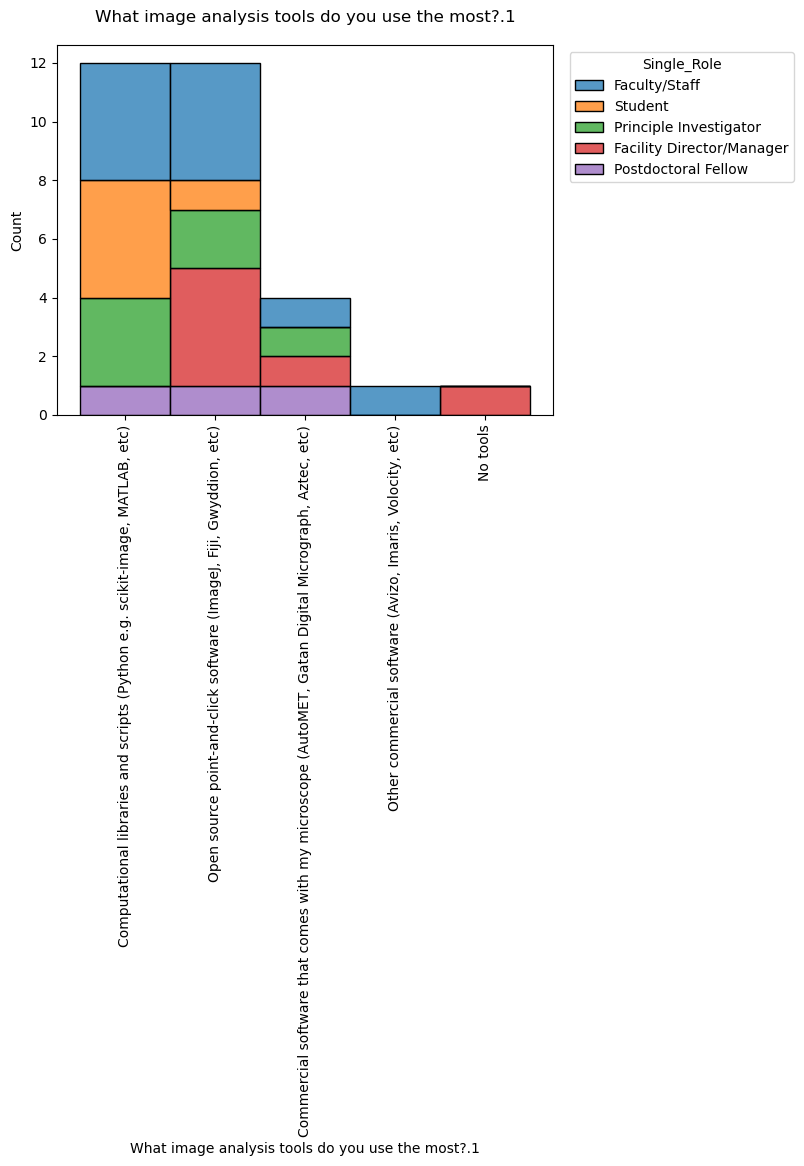 What image analysis tools do you use the most?.1
Count
12
10
8
6
4
2
0
Single_Role
Faculty/Staff
Student
Principle Investigator
Facility Director/Manager
Postdoctoral Fellow
Computational libraries and scripts (Python e.g. scikit-image, MATLAB, etc)
Open source point-and-click software (ImageJ, Fiji, Gwyddion, etc)
Commercial software that comes with my microscope (AutoMET, Gatan Digital Micrograph, Aztec, etc)
Other commercial software (Avizo, Imaris, Volocity, etc)
No tools
What image analysis tools do you use the most?.1